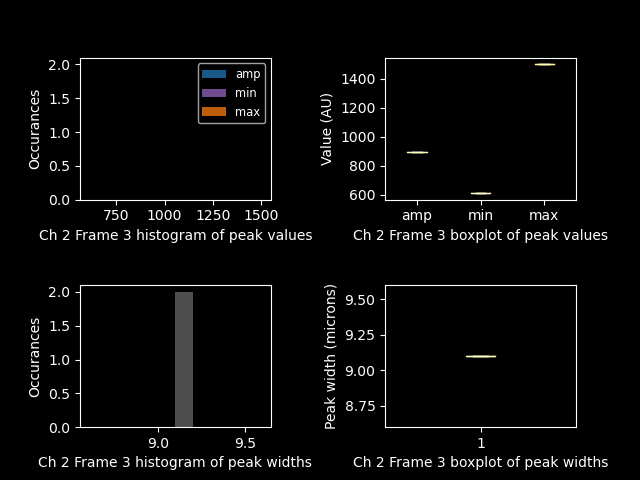 2.0
1.5
1.0
0.5
0.0
Occurances
amp
min
max
750 1000 1250 1500
Ch 2 Frame 3 histogram of peak values
1400
1200
1000
800
600
Value (AU)
amp min max
Ch 2 Frame 3 boxplot of peak values
2.0
1.5
1.0
0.5
0.0
Occurances
9.0 9.5
Ch 2 Frame 3 histogram of peak widths
9.50
9.25
9.00
8.75
Peak width (microns)
1
Ch 2 Frame 3 boxplot of peak widths